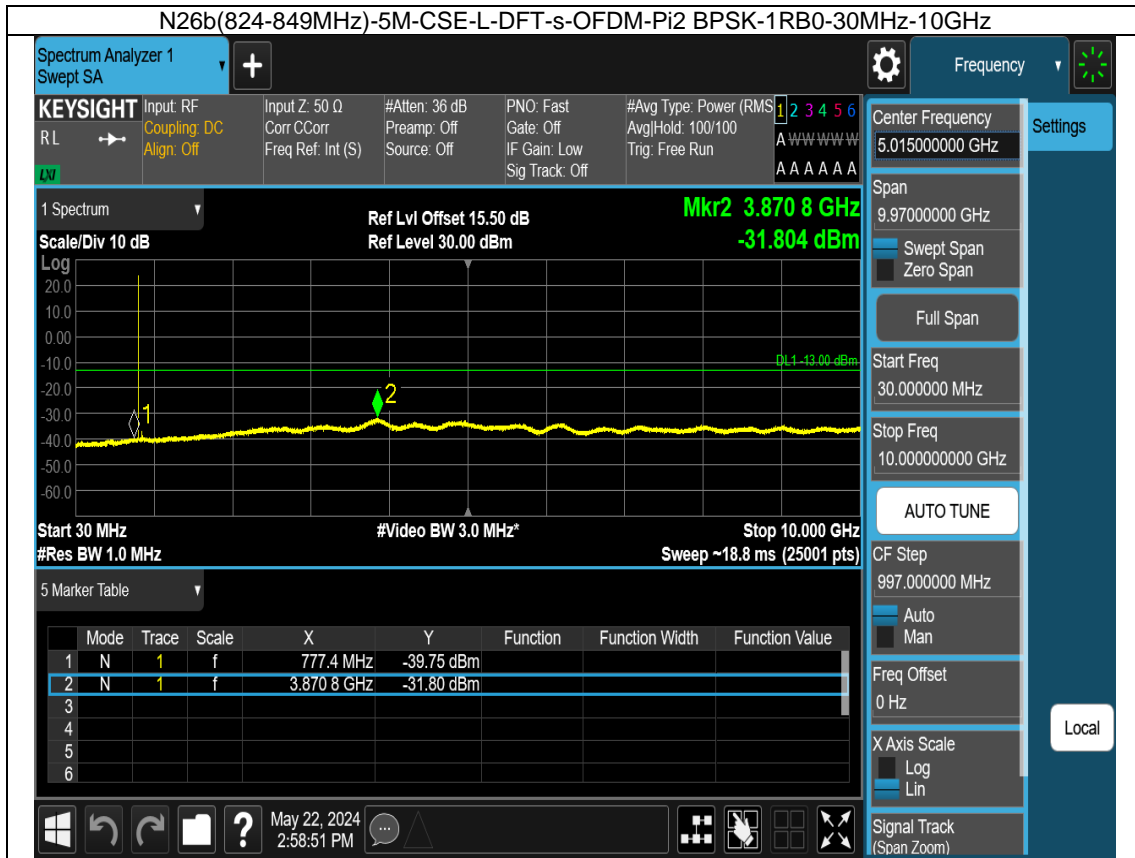 N26b(824-849MHz)-5M-CSE-L-DFT-s-OFDM-Pi2 BPSK-1RB0-30MHz-10GHz
Spectrum Analyzer 1
Swept SA
+
Frequency
KEYSIGHT
RL
LXI
Input: RF
Coupling: DC
Align: Off
Input Z: 50 Ω
Corr CCorr
Freq Ref: Int (S)
#Atten: 36 dB
Preamp: Off
Source: Off
PNO: Fast
Gate: Off
IF Gain: Low
Sig Track: Off
#Avg Type: Power (RMS
Avg|Hold: 100/100
Trig: Free Run
1 2 3 4 5 6
A W W W W W
A A A A A A
1 Spectrum
Scale/Div 10 dB
Ref Lvl Offset 15.50 dB
Ref Level 30.00 dBm
Mkr2 3.870 8 GHz
-31.804 dBm
Log
20.0
10.0
0.00
-10.0
-20.0
-30.0
-40.0
-50.0
-60.0
DL1 -13.00 dBm
1
2
Start 30 MHz
#Video BW 3.0 MHz*
Stop 10.000 GHz
#Res BW 1.0 MHz
Sweep ~18.8 ms (25001 pts)
5 Marker Table
Mode Trace Scale X Y Function Function Width Function Value
1 N 1 f 777.4 MHz -39.75 dBm
2 N 1 f 3.870 8 GHz -31.80 dBm
3
4
5
6
?
May 22, 2024
2:58:51 PM
Center Frequency
5.015000000 GHz
Settings
Span
9.97000000 GHz
Swept Span
Zero Span
Full Span
Start Freq
30.000000 MHz
Stop Freq
10.000000000 GHz
AUTO TUNE
CF Step
997.000000 MHz
Auto
Man
Freq Offset
0 Hz
Local
X Axis Scale
Log
Lin
Signal Track
(Span Zoom)